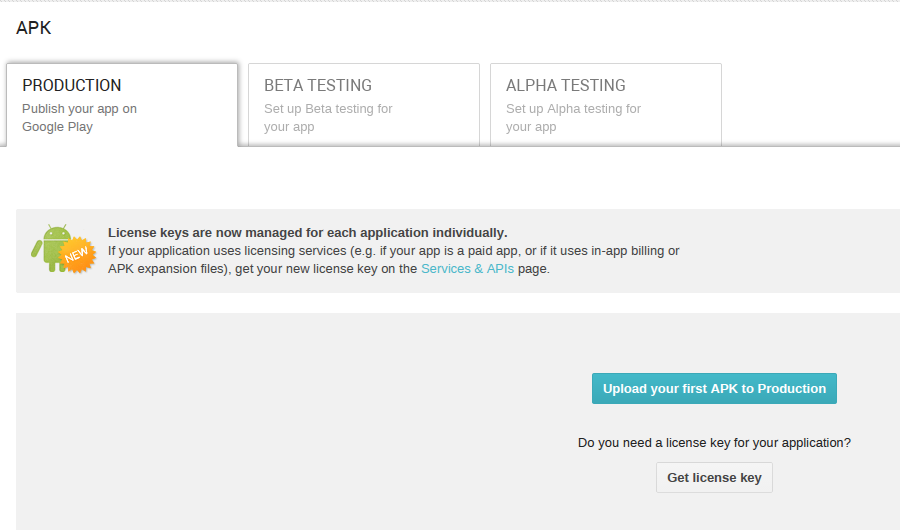 APK
PRODUCTION
Publish your app on
Google Play
BETA TESTING
Set up Beta testing for
your app
ALPHA TESTING
Set up Alpha testing for
your app
NEW
License keys are now managed for each application individually.
If your application uses licensing services (e.g. if your app is a paid app, or if it uses in-app billing or
APK expansion files), get your new license key on the Services & APIs page.
Upload your first APK to Production
Do you need a license key for your application?
Get license key